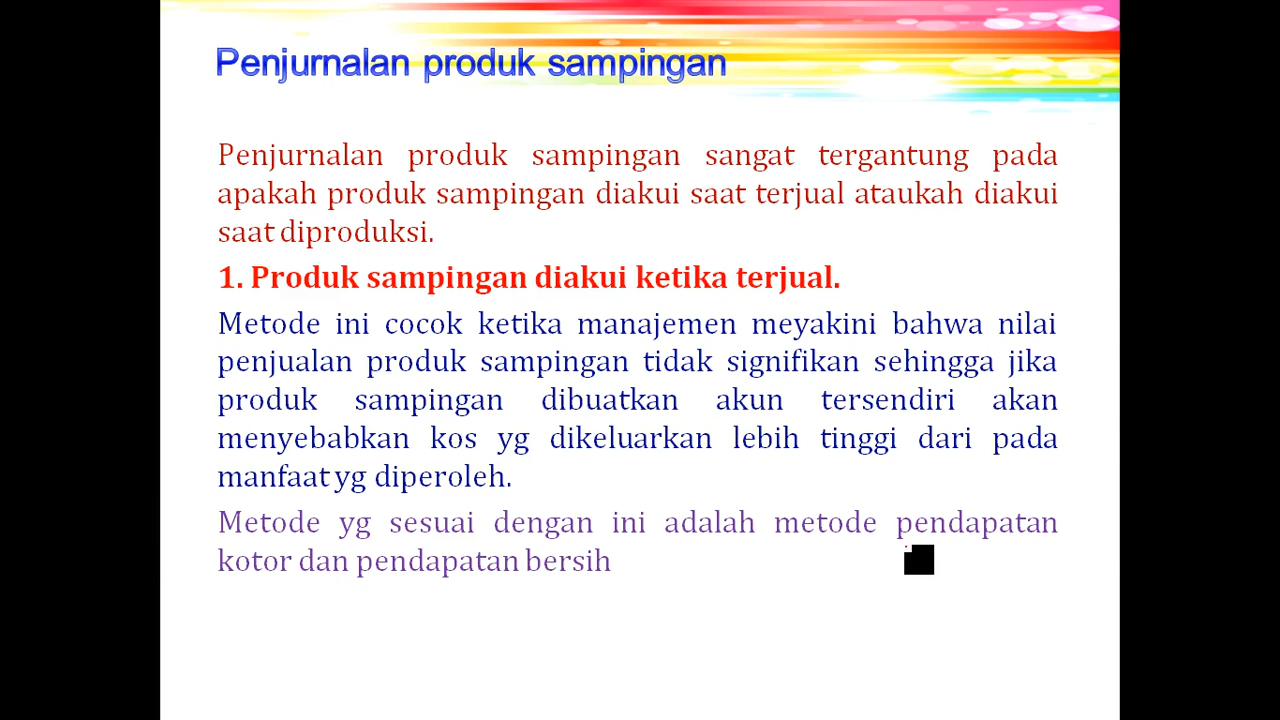 Penjurnalan produk sampingan
Penjurnalan produk sampingan sangat tergantung pada
apakah produk sampingan diakui saat terjual ataukah diakui
saat diproduksi.
1. Produk sampingan diakui ketika terjual.
Metode ini cocok ketika manajemen meyakini bahwa nilai
penjualan produk sampingan tidak signifikan sehingga jika
produk sampingan dibuatkan akun tersendiri akan
menyebabkan kos yg dikeluarkan lebih tinggi dari pada
manfaat yg diperoleh.
Metode yg sesuai dengan ini adalah metode pendapatan
kotor dan pendapatan bersih